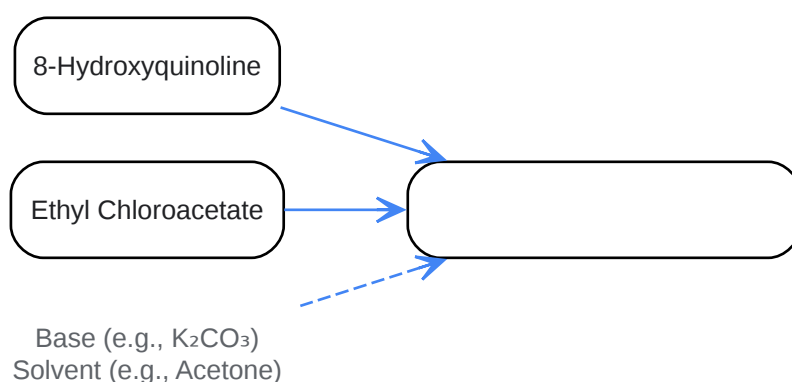 8-Hydroxyquinoline
Ethyl Chloroacetate
Base (e.g., K₂CO₃)
Solvent (e.g., Acetone)